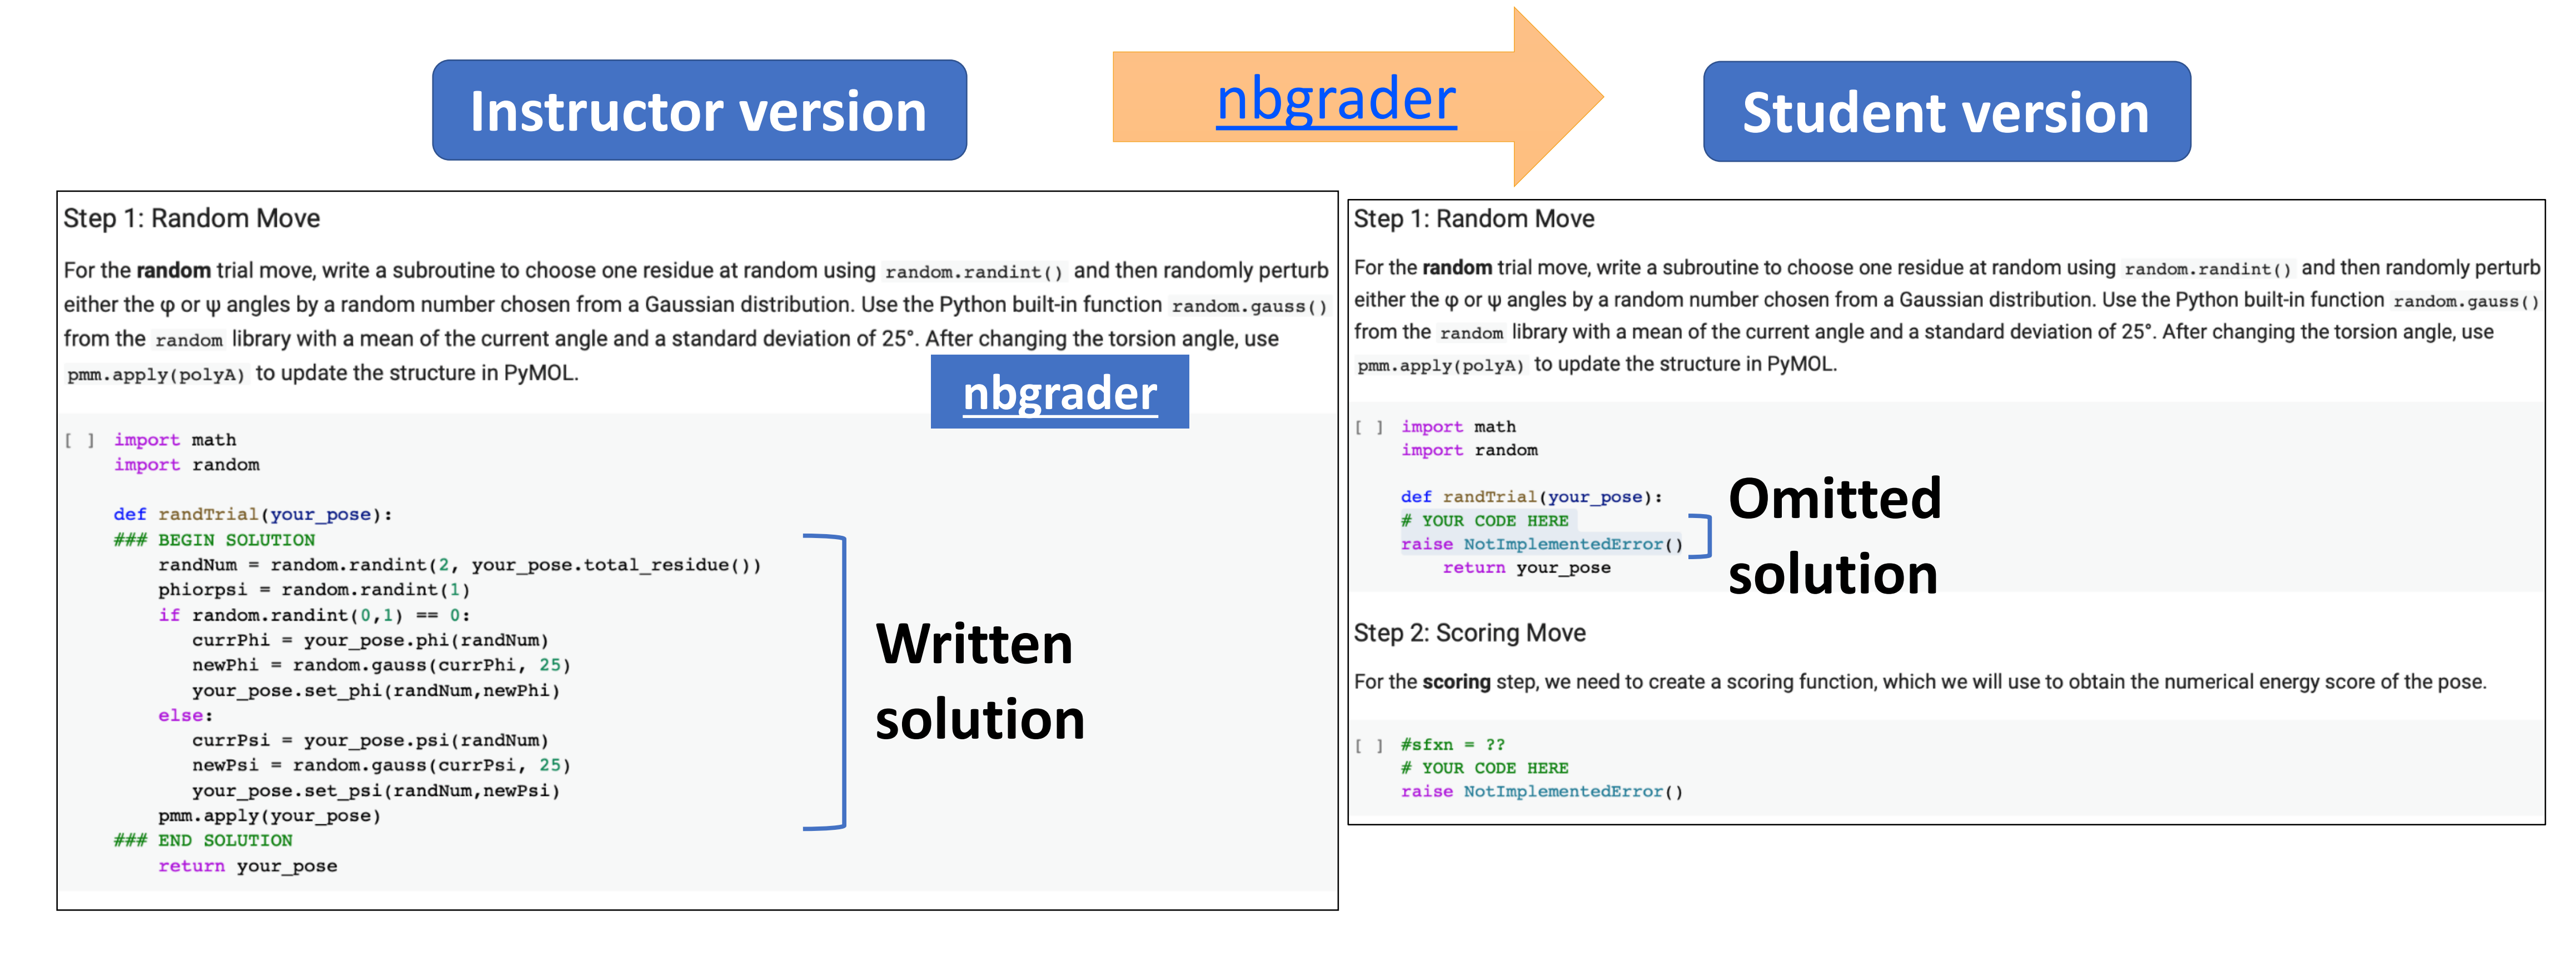 Instructor version
nbgrader
Student version
Step 1: Random Move
For the random trial move, write a subroutine to choose one residue at random using random.randint() and then randomly perturb
either the φ or ψ angles by a random number chosen from a Gaussian distribution. Use the Python built-in function random.gauss()
from the random library with a mean of the current angle and a standard deviation of 25°. After changing the torsion angle, use
pmm.apply(polyA) to update the structure in PyMOL.
nbgrader
[ ] import math
import random
def randTrial(your_pose):
### BEGIN SOLUTION
    randNum = random.randint(2, your_pose.total_residue())
    phiorpsi = random.randint(1)
    if random.randint(0,1) == 0:
       currPhi = your_pose.phi(randNum)
       newPhi = random.gauss(currPhi, 25)
       your_pose.set_phi(randNum,newPhi)
    else:
       currPsi = your_pose.psi(randNum)
       newPsi = random.gauss(currPsi, 25)
       your_pose.set_psi(randNum,newPsi)
    pmm.apply(your_pose)
### END SOLUTION
    return your_pose
Written
solution
Step 1: Random Move
For the random trial move, write a subroutine to choose one residue at random using random.randint() and then randomly perturb
either the φ or ψ angles by a random number chosen from a Gaussian distribution. Use the Python built-in function random.gauss()
from the random library with a mean of the current angle and a standard deviation of 25°. After changing the torsion angle, use
pmm.apply(polyA) to update the structure in PyMOL.
[ ] import math
import random
def randTrial(your_pose):
# YOUR CODE HERE
raise NotImplementedError()
    return your_pose
Omitted
solution
Step 2: Scoring Move
For the scoring step, we need to create a scoring function, which we will use to obtain the numerical energy score of the pose.
[ ] #sfxn = ??
# YOUR CODE HERE
raise NotImplementedError()